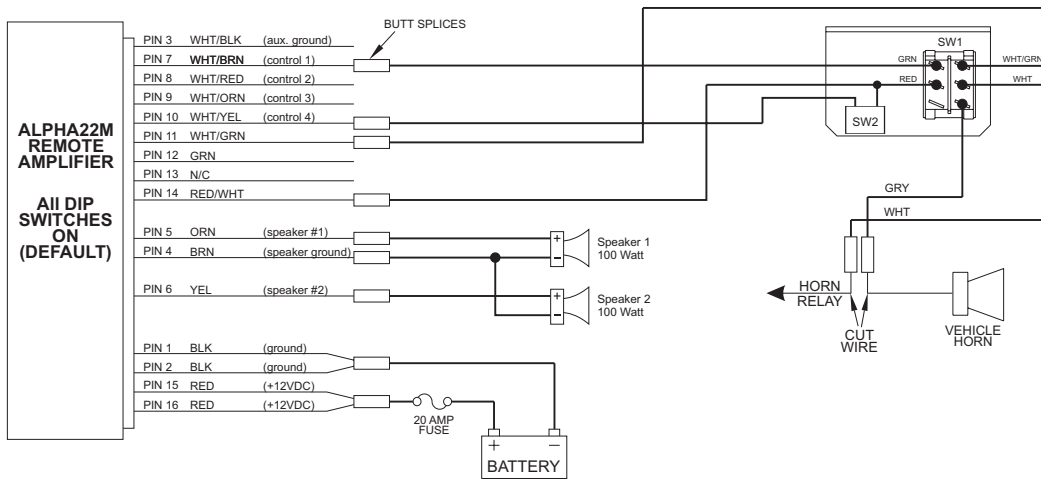 BUTT SPLICES
PIN 3 WHT/BLK (aux. ground)
PIN 7 WHT/BRN (control 1)
PIN 8 WHT/RED (control 2)
PIN 9 WHT/ORN (control 3)
PIN 10 WHT/YEL (control 4)
PIN 11 WHT/GRN
PIN 12 GRN
PIN 13 N/C
PIN 14 RED/WHT
PIN 5 ORN (speaker #1)
PIN 4 BRN (speaker ground)
PIN 6 YEL (speaker #2)
PIN 1 BLK (ground)
PIN 2 BLK (ground)
PIN 15 RED (+12VDC)
PIN 16 RED (+12VDC)
ALPHA22M
REMOTE
AMPLIFIER
All DIP
SWITCHES
ON
(DEFAULT)
+
–
Speaker 1
100 Watt
+
–
Speaker 2
100 Watt
20 AMP
FUSE
+ –
BATTERY
SW1
GRN
WHT/GRN
RED
WHT
SW2
GRY
WHT
HORN
RELAY
CUT
WIRE
VEHICLE
HORN